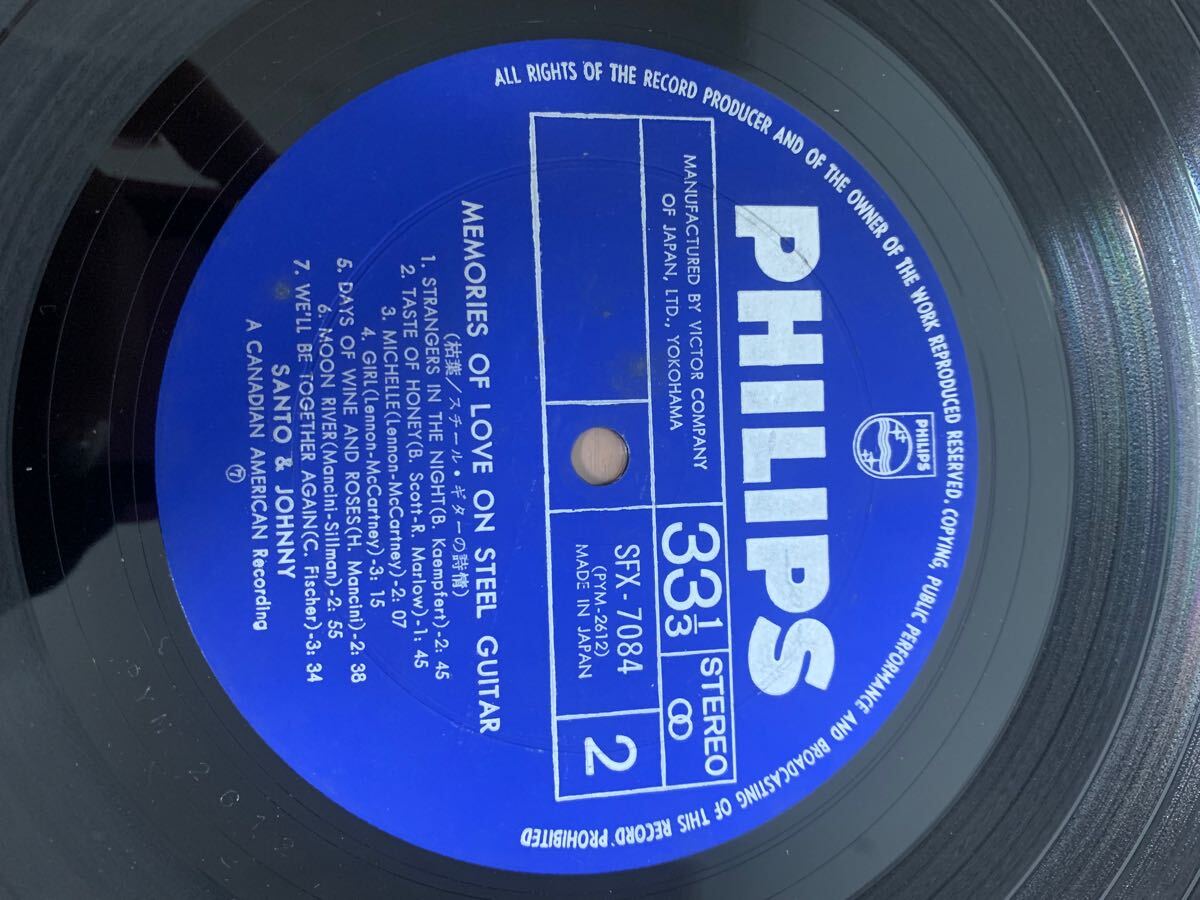 ALL RIGHTS OF THE RECORD PRODUCER AND OF THE OWNER OF THE WORK REPRODUCED RESERVED. COPYING, PUBLIC PERFORMANCE AND BROADCASTING OF THIS RECORD PROHIBITED
PHILIPS
PHILIPS
MANUFACTURED BY VICTOR COMPANY
OF JAPAN, LTD., YOKOHAMA
33 1/3
STEREO
SFX-7084
(PYM-2612)
MADE IN JAPAN
2
MEMORIES OF LOVE ON STEEL GUITAR
(枯葉/スチール・ギターの詩情)
1. STRANGERS IN THE NIGHT(B. Kaempfert)-2: 45
2. TASTE OF HONEY(B. Scott-R. Marlow)-1: 45
3. MICHELLE(Lennon-McCartney)-2: 07
4. GIRL(Lennon-McCartney)-3: 15
5. DAYS OF WINE AND ROSES(H. Mancini)-2: 38
6. MOON RIVER(Mancini-Stillman)-2: 55
7. WE'LL BE TOGETHER AGAIN(C. Fischer)-3: 34
SANTO & JOHNNY
A CANADIAN AMERICAN Recording
⑦